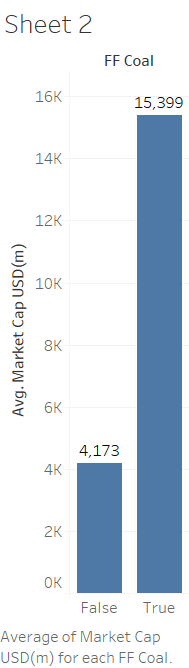 Sheet 2
FF Coal
16K
15,399
14K
12K
10K
Avg. Market Cap USD(m)
8K
6K
4,173
4K
2K
0K
False True
Average of Market Cap
USD(m) for each FF Coal.